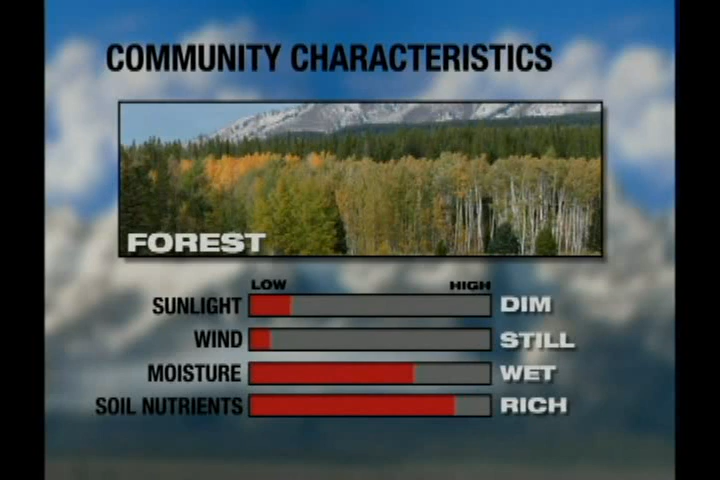 COMMUNITY CHARACTERISTICS
FOREST
LOW HIGH
SUNLIGHT DIM
WIND STILL
MOISTURE WET
SOIL NUTRIENTS RICH